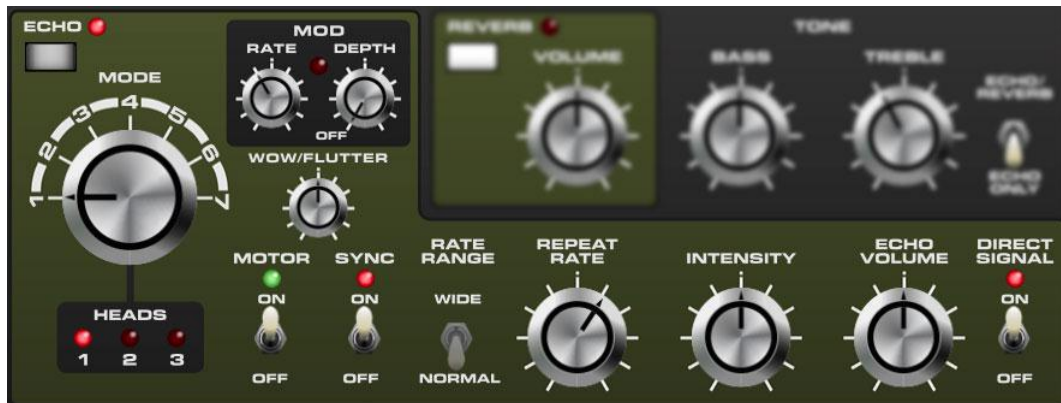 ECHO
MODE
1 2 3 4 5 6 7
HEADS
1 2 3
MOD
RATE DEPTH
OFF
WOW/FLUTTER
MOTOR
ON
OFF
SYNC
ON
OFF
RATE
RANGE
WIDE
NORMAL
REVERB
VOLUME
TONE
BASS TREBLE
ECHO/
REVERB
ECHO
ONLY
REPEAT
RATE
INTENSITY
ECHO
VOLUME
DIRECT
SIGNAL
ON
OFF